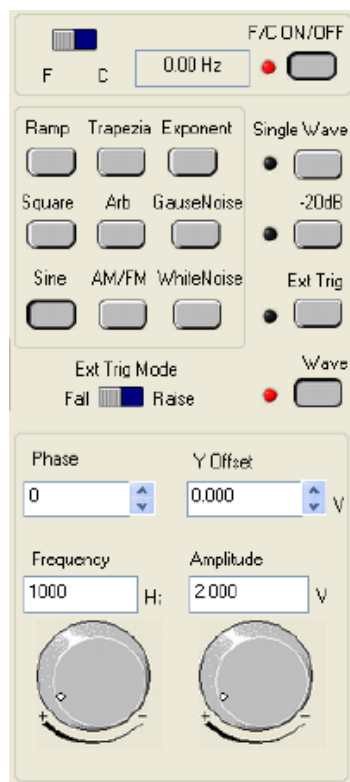 F/C ON/OFF
F C 0.00 Hz
Ramp Trapezia Exponent Single Wave
Square Arb GauseNoise -20dB
Sine AM/FM WhiteNoise Ext Trig
Ext Trig Mode Wave
Fall Raise
Phase Y Offset
0 0.000 V
Frequency Amplitude
1000 2.000 V
+ - + -